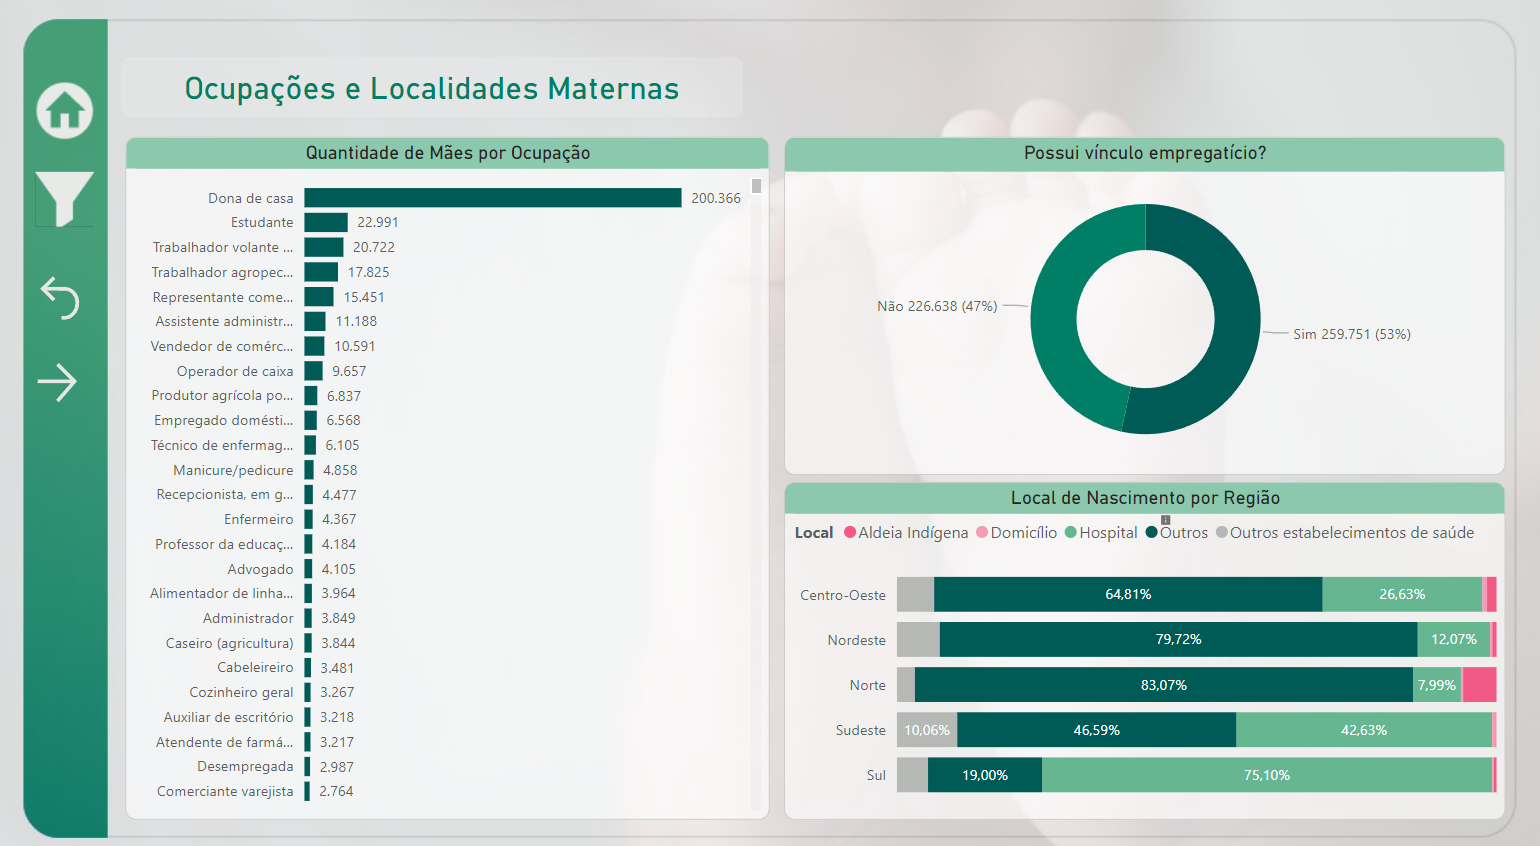 Ocupações e Localidades Maternas
Quantidade de Mães por Ocupação
Dona de casa 200.366
Estudante 22.991
Trabalhador volante ... 20.722
Trabalhador agropec... 17.825
Representante come... 15.451
Assistente administr... 11.188
Vendedor de comérc... 10.591
Operador de caixa 9.657
Produtor agrícola po... 6.837
Empregado domésti... 6.568
Técnico de enfermag... 6.105
Manicure/pedicure 4.858
Recepcionista, em g... 4.477
Enfermeiro 4.367
Professor da educaç... 4.184
Advogado 4.105
Alimentador de linha... 3.964
Administrador 3.849
Caseiro (agricultura) 3.844
Cabeleireiro 3.481
Cozinheiro geral 3.267
Auxiliar de escritório 3.218
Atendente de farmá... 3.217
Desempregada 2.987
Comerciante varejista 2.764
Possui vínculo empregatício?
Não 226.638 (47%)
Sim 259.751 (53%)
Local de Nascimento por Região
Local Aldeia Indígena Domicílio Hospital Outros Outros estabelecimentos de saúde
Centro-Oeste 64,81% 26,63%
Nordeste 79,72% 12,07%
Norte 83,07% 7,99%
Sudeste 10,06% 46,59% 42,63%
Sul 19,00% 75,10%